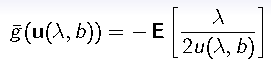 ḡ(u(λ, b)) = − E [ λ / 2u(λ, b) ]